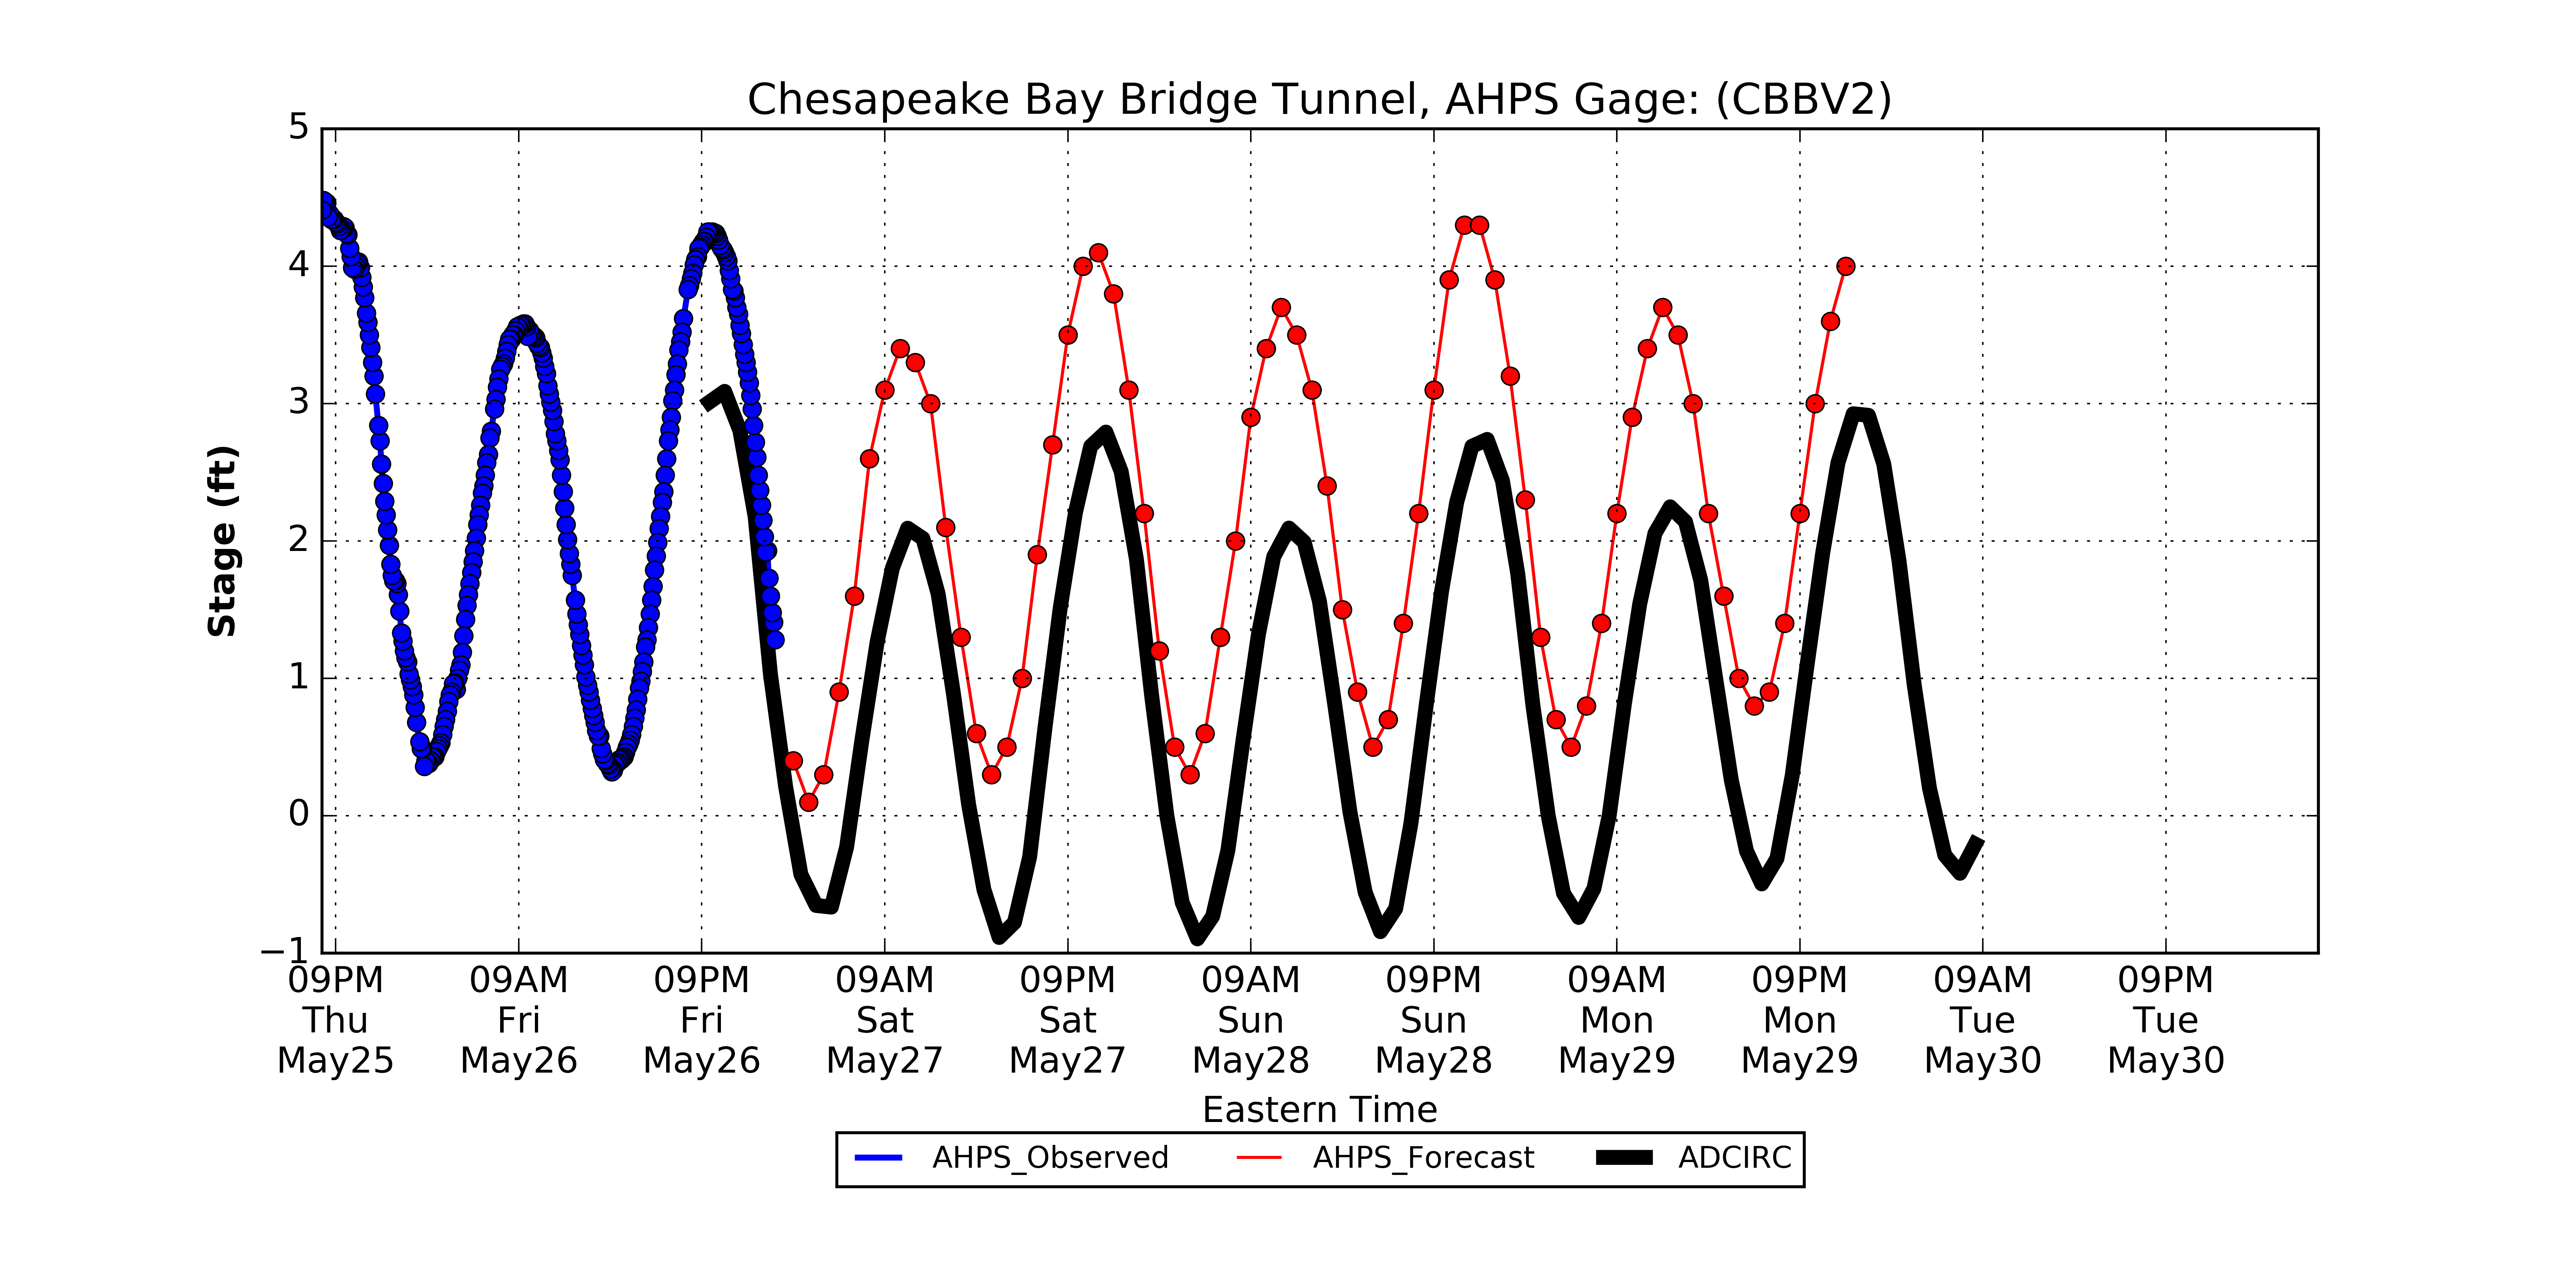 Chesapeake Bay Bridge Tunnel, AHPS Gage: (CBBV2)
5
4
3
2
1
0
−1
Stage (ft)
09PM 09AM 09PM 09AM 09PM 09AM 09PM 09AM 09PM 09AM 09PM
Thu Fri Fri Sat Sat Sun Sun Mon Mon Tue Tue
May25 May26 May26 May27 May27 May28 May28 May29 May29 May30 May30
Eastern Time
AHPS_Observed AHPS_Forecast ADCIRC